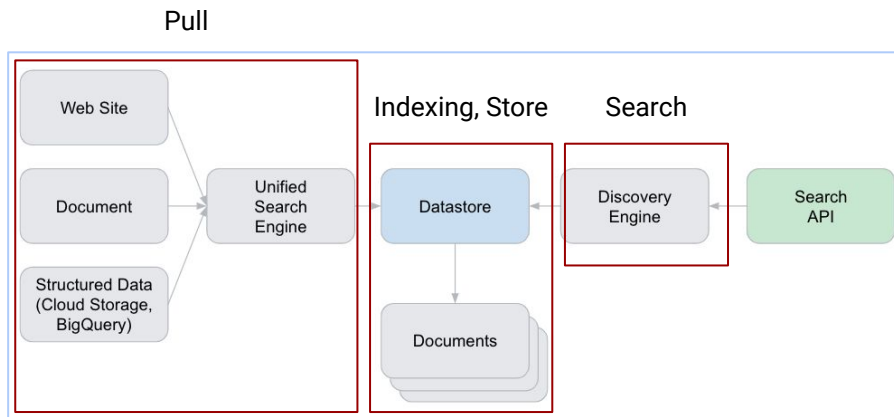 Pull
Indexing, Store
Search
Web Site
Document
Structured Data
(Cloud Storage,
BigQuery)
Unified
Search
Engine
Datastore
Documents
Discovery
Engine
Search
API